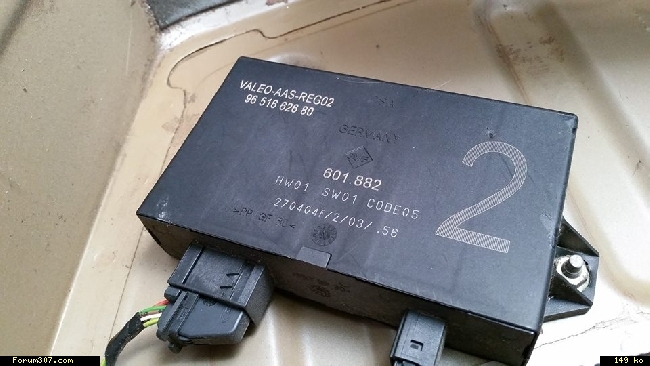 VALEO-AAS-REG02
96 516 626 80
GERMANY
601.882
HW01 SW01 CODE05
2
Forum307.com
149 ko